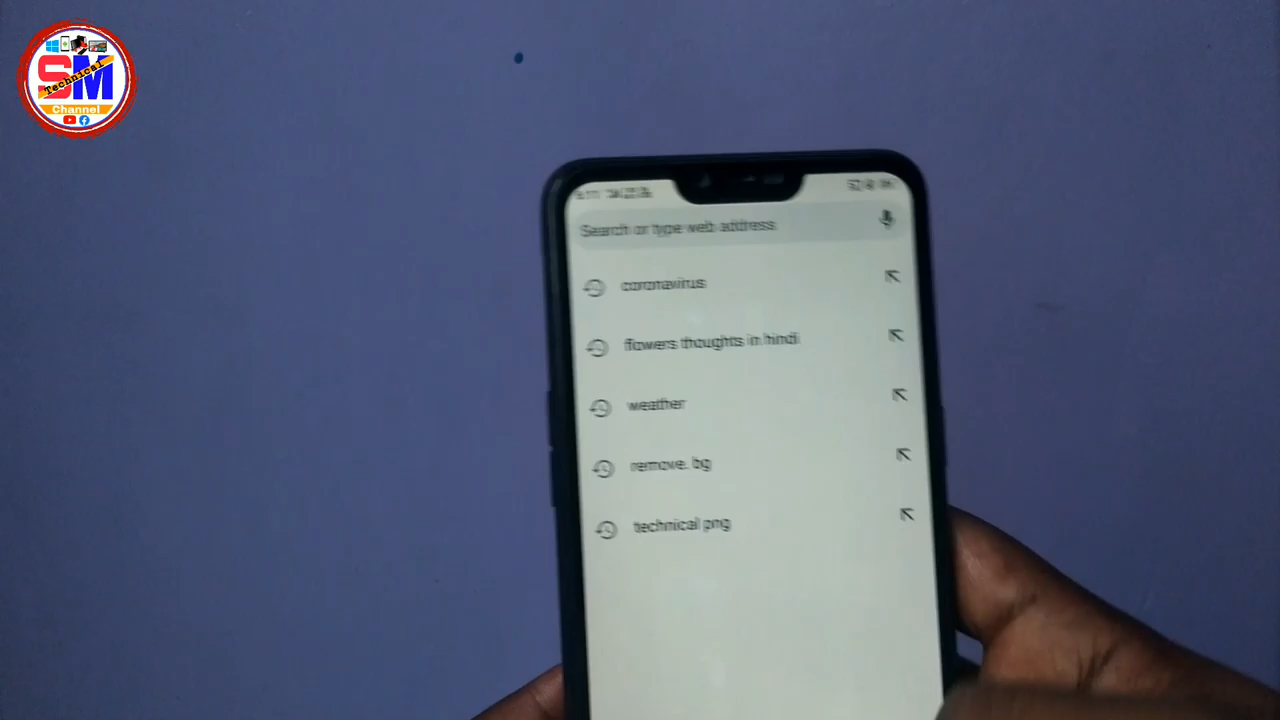 SM
Technical
Channel
Search or type web address
coronavirus
flowers thoughts in hindi
weather
remove. bg
technical png